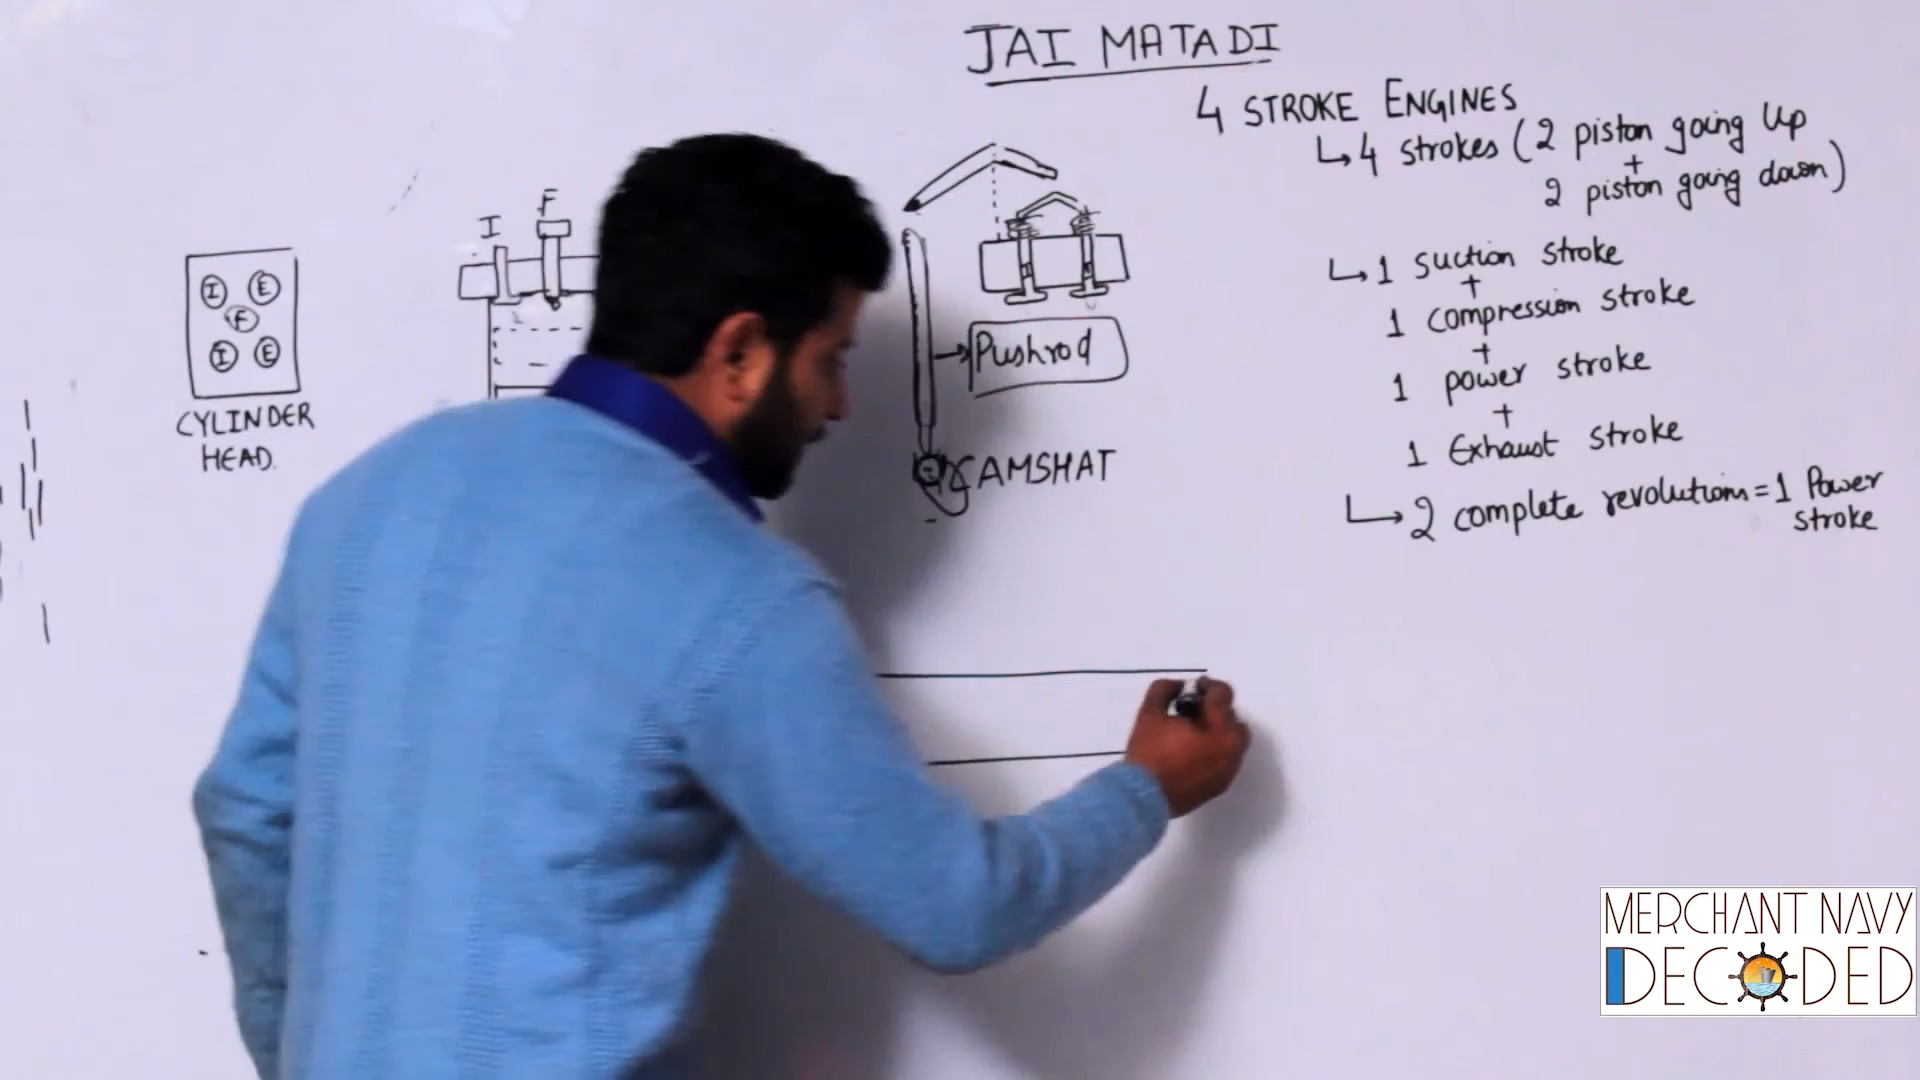 JAI MATADI
4 STROKE ENGINES
↳ 4 strokes (2 piston going Up
+
2 piston going down)
↳ 1 suction stroke
+
1 compression stroke
+
1 power stroke
+
1 Exhaust stroke
↳ 2 complete revolutions = 1 Power
stroke
I E
F
I E
CYLINDER
HEAD.
I F
Pushrod
CAMSHAT
MERCHANT NAVY
DECODED